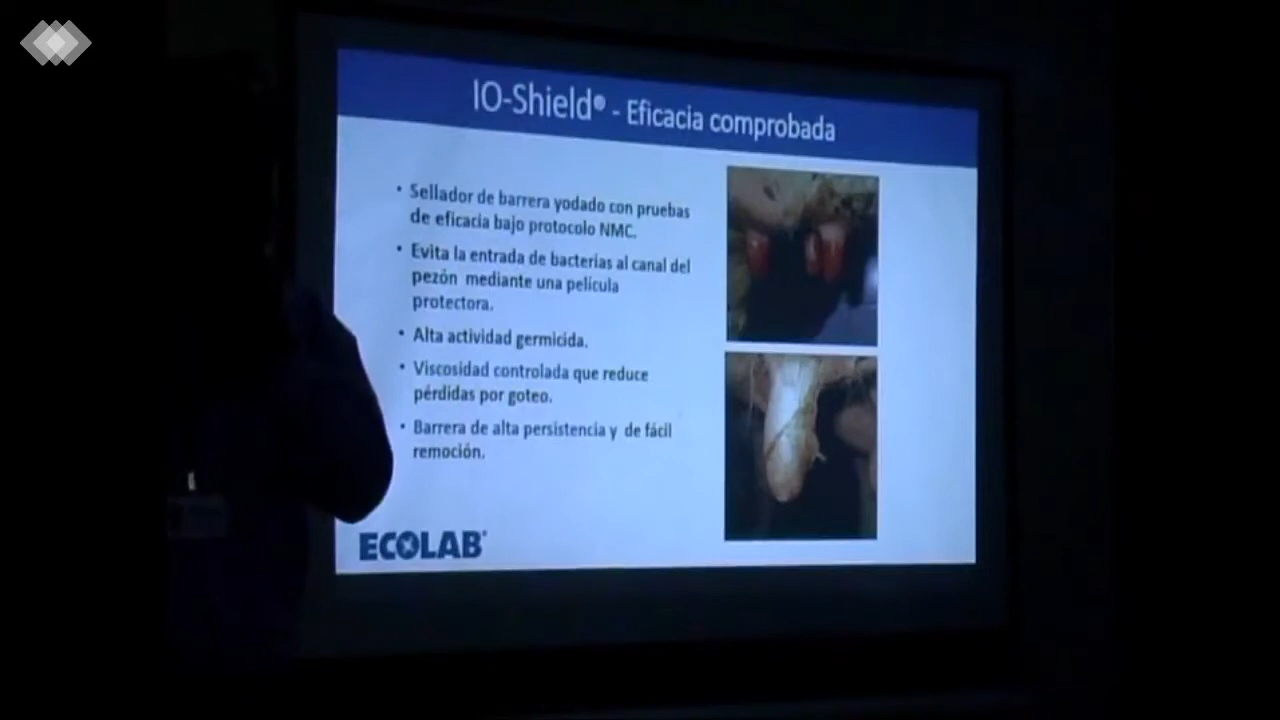 IO-Shield® - Eficacia comprobada
• Sellador de barrera yodado con pruebas
de eficacia bajo protocolo NMC.
• Evita la entrada de bacterias al canal del
pezón mediante una película
protectora.
• Alta actividad germicida.
• Viscosidad controlada que reduce
pérdidas por goteo.
• Barrera de alta persistencia y de fácil
remoción.
ECOLAB®